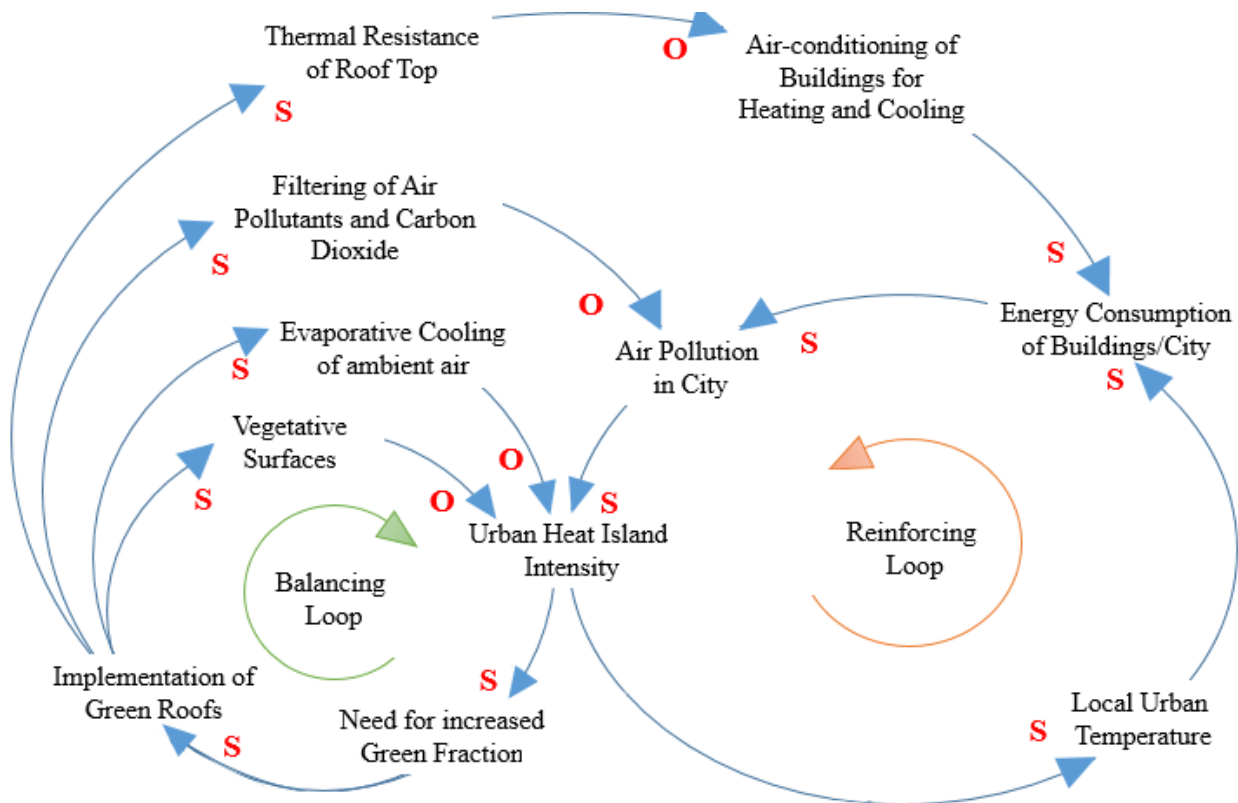 Thermal Resistance
of Roof Top
O
Air-conditioning of
Buildings for
Heating and Cooling
S
Filtering of Air
Pollutants and Carbon
Dioxide
S
S
O
Energy Consumption
of Buildings/City
S
S
Evaporative Cooling
of ambient air
S
Air Pollution
in City
Vegetative
Surfaces
S
O
O
S
Urban Heat Island
Intensity
Reinforcing
Loop
Balancing
Loop
Implementation of
Green Roofs
S
S
Need for increased
Green Fraction
S
Local Urban
Temperature